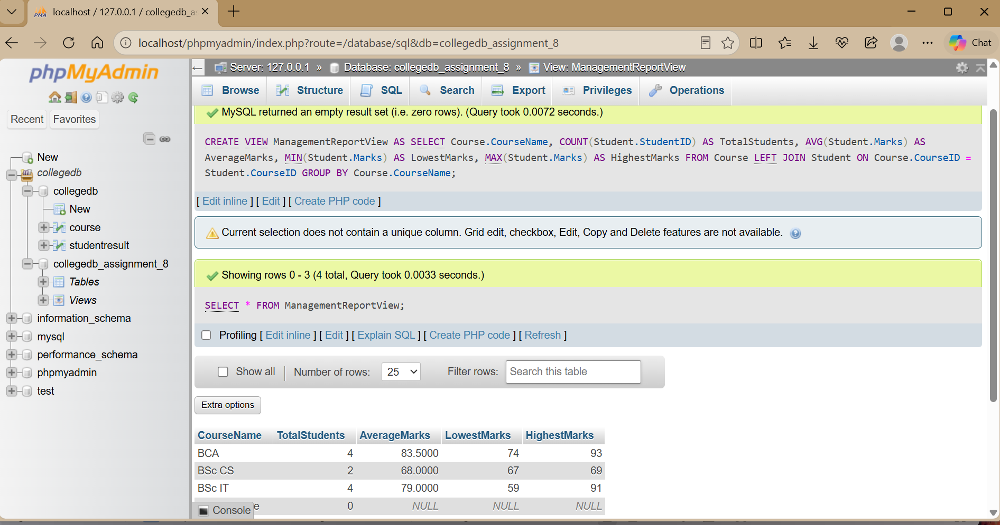 localhost / 127.0.0.1 / collegedb_as
localhost/phpmyadmin/index.php?route=/database/sql&db=collegedb_assignment_8
Chat
phpMyAdmin
Recent
Favorites
New
collegedb
collegedb
New
course
studentresult
collegedb_assignment_8
Tables
Views
information_schema
mysql
performance_schema
phpmyadmin
test
Server: 127.0.0.1 » Database: collegedb_assignment_8 » View: ManagementReportView
Browse Structure SQL Search Export Privileges Operations
MySQL returned an empty result set (i.e. zero rows). (Query took 0.0072 seconds.)
CREATE VIEW ManagementReportView AS SELECT Course.CourseName, COUNT(Student.StudentID) AS TotalStudents, AVG(Student.Marks) AS
AverageMarks, MIN(Student.Marks) AS LowestMarks, MAX(Student.Marks) AS HighestMarks FROM Course LEFT JOIN Student ON Course.CourseID =
Student.CourseID GROUP BY Course.CourseName;
[ Edit inline ] [ Edit ] [ Create PHP code ]
Current selection does not contain a unique column. Grid edit, checkbox, Edit, Copy and Delete features are not available.
Showing rows 0 - 3 (4 total, Query took 0.0033 seconds.)
SELECT * FROM ManagementReportView;
Profiling [ Edit inline ] [ Edit ] [ Explain SQL ] [ Create PHP code ] [ Refresh ]
Show all | Number of rows: 25 Filter rows: Search this table
Extra options
CourseName TotalStudents AverageMarks LowestMarks HighestMarks
BCA 4 83.5000 74 93
BSc CS 2 68.0000 67 69
BSc IT 4 79.0000 59 91
e 0 NULL NULL NULL
Console